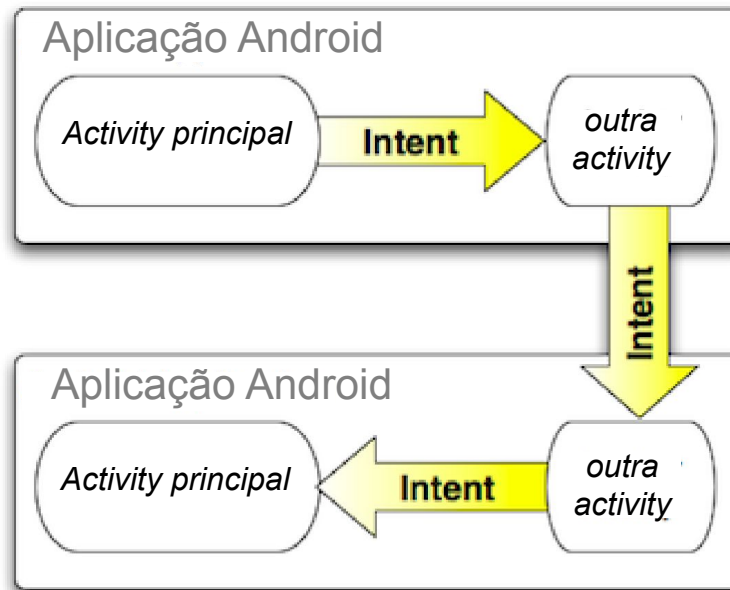 Aplicação Android
Activity principal
Intent
outra
activity
Intent
Aplicação Android
Activity principal
Intent
outra
activity